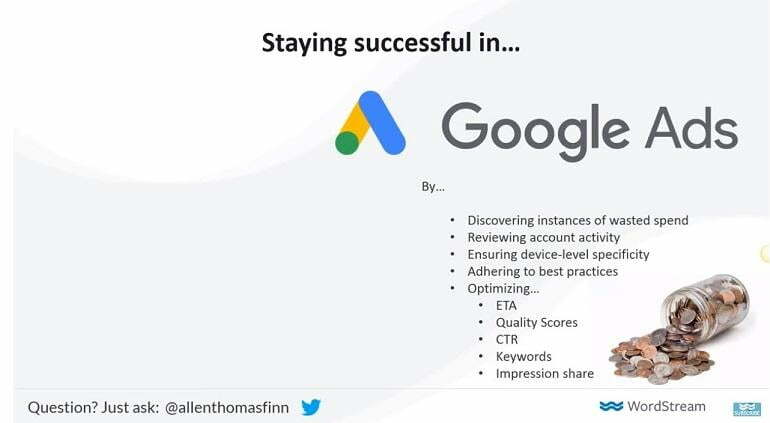 Staying successful in...
Google Ads
By...
• Discovering instances of wasted spend
• Reviewing account activity
• Ensuring device-level specificity
• Adhering to best practices
• Optimizing...
• ETA
• Quality Scores
• CTR
• Keywords
• Impression share
Question? Just ask: @allenthomasfinn
WordStream
SUBSCRIBE